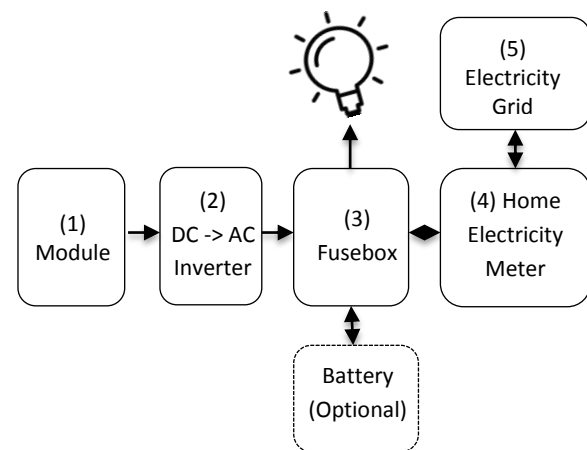 (1)
Module
(2)
DC -> AC
Inverter
(3)
Fusebox
(4) Home
Electricity
Meter
(5)
Electricity
Grid
Battery
(Optional)